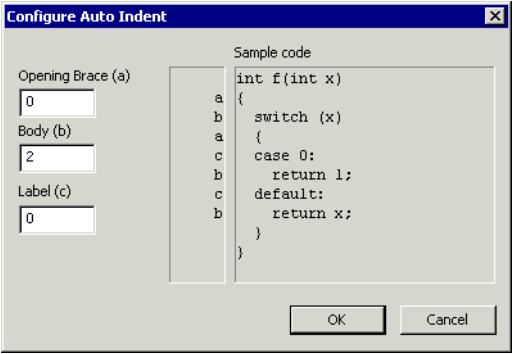 Configure Auto Indent
Sample code
Opening Brace (a)
0
Body (b)
2
Label (c)
0
int f(int x)
a {
b   switch (x)
a   {
c   case 0:
b     return 1;
c   default:
b     return x;
  }
}
OK
Cancel